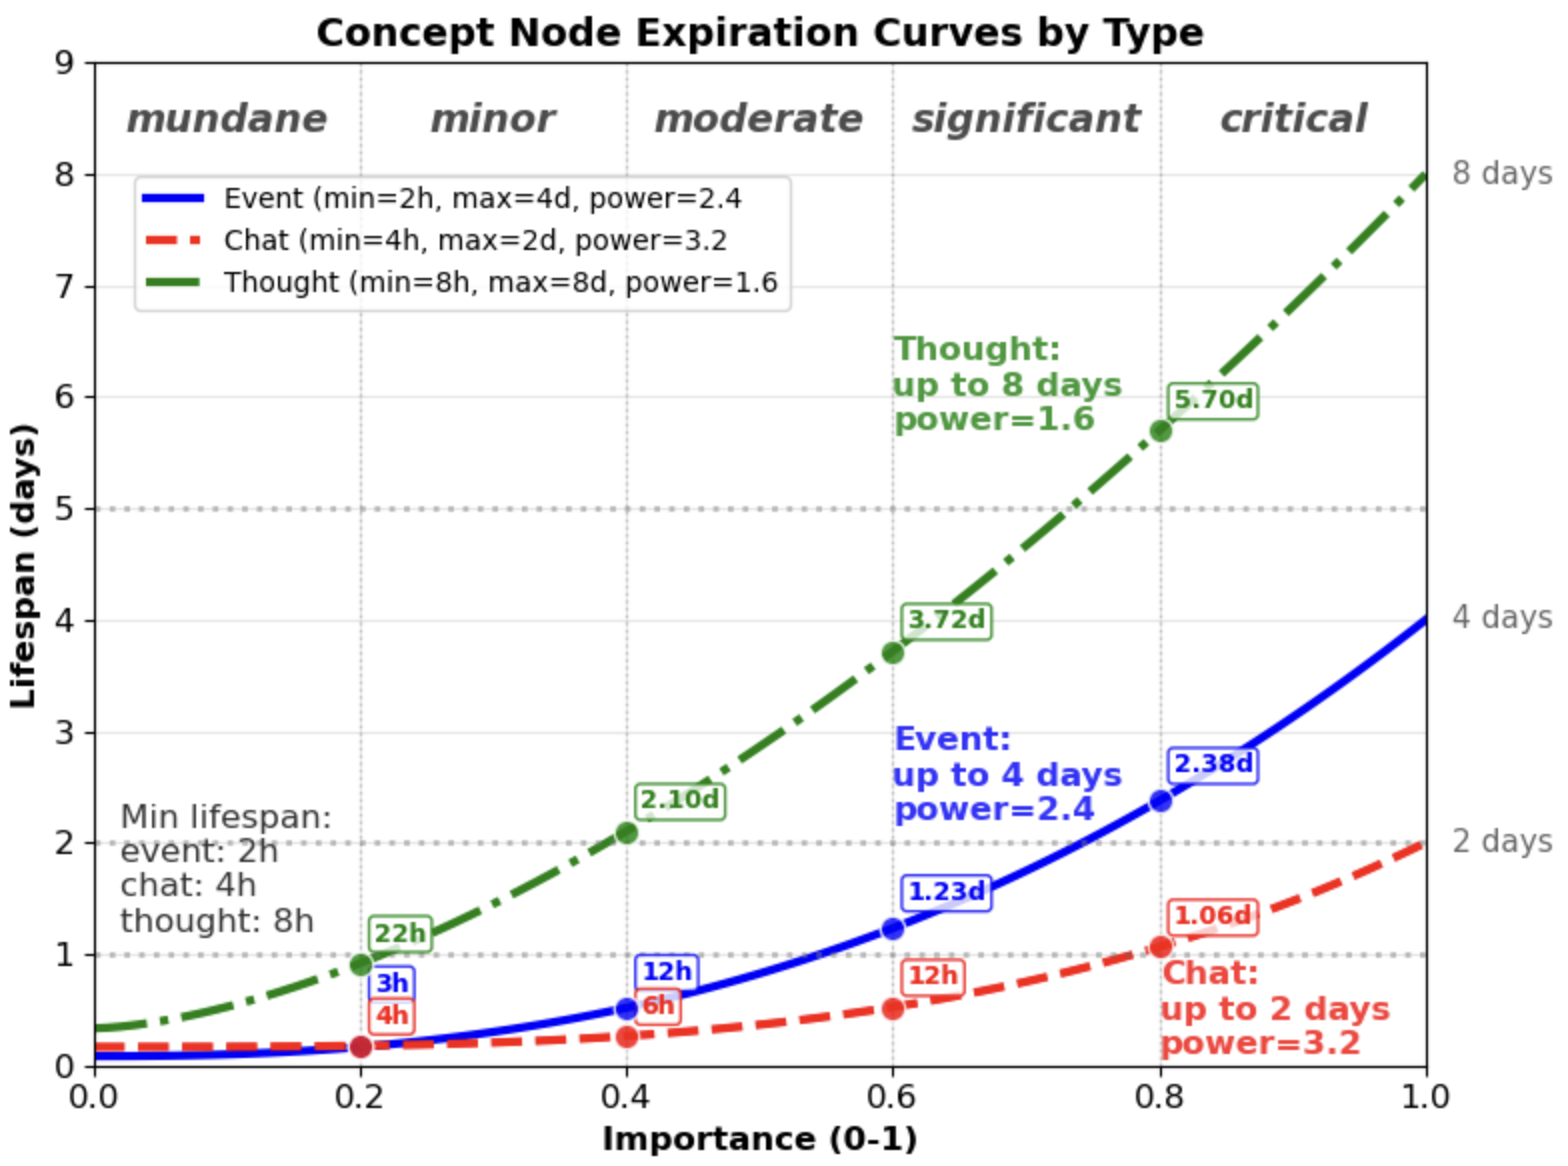 Concept Node Expiration Curves by Type
9
mundane minor moderate significant critical
8
8 days
Event (min=2h, max=4d, power=2.4
Chat (min=4h, max=2d, power=3.2
Thought (min=8h, max=8d, power=1.6
7
Thought:
up to 8 days
power=1.6
6
5.70d
5
4
4 days
3.72d
Lifespan (days)
3
Event:
up to 4 days
power=2.4
2.38d
2.10d
Min lifespan:
event: 2h
chat: 4h
thought: 8h
2
2 days
1.23d
1.06d
22h
1
3h
12h
12h
4h
6h
Chat:
up to 2 days
power=3.2
0
0.0 0.2 0.4 0.6 0.8 1.0
Importance (0-1)